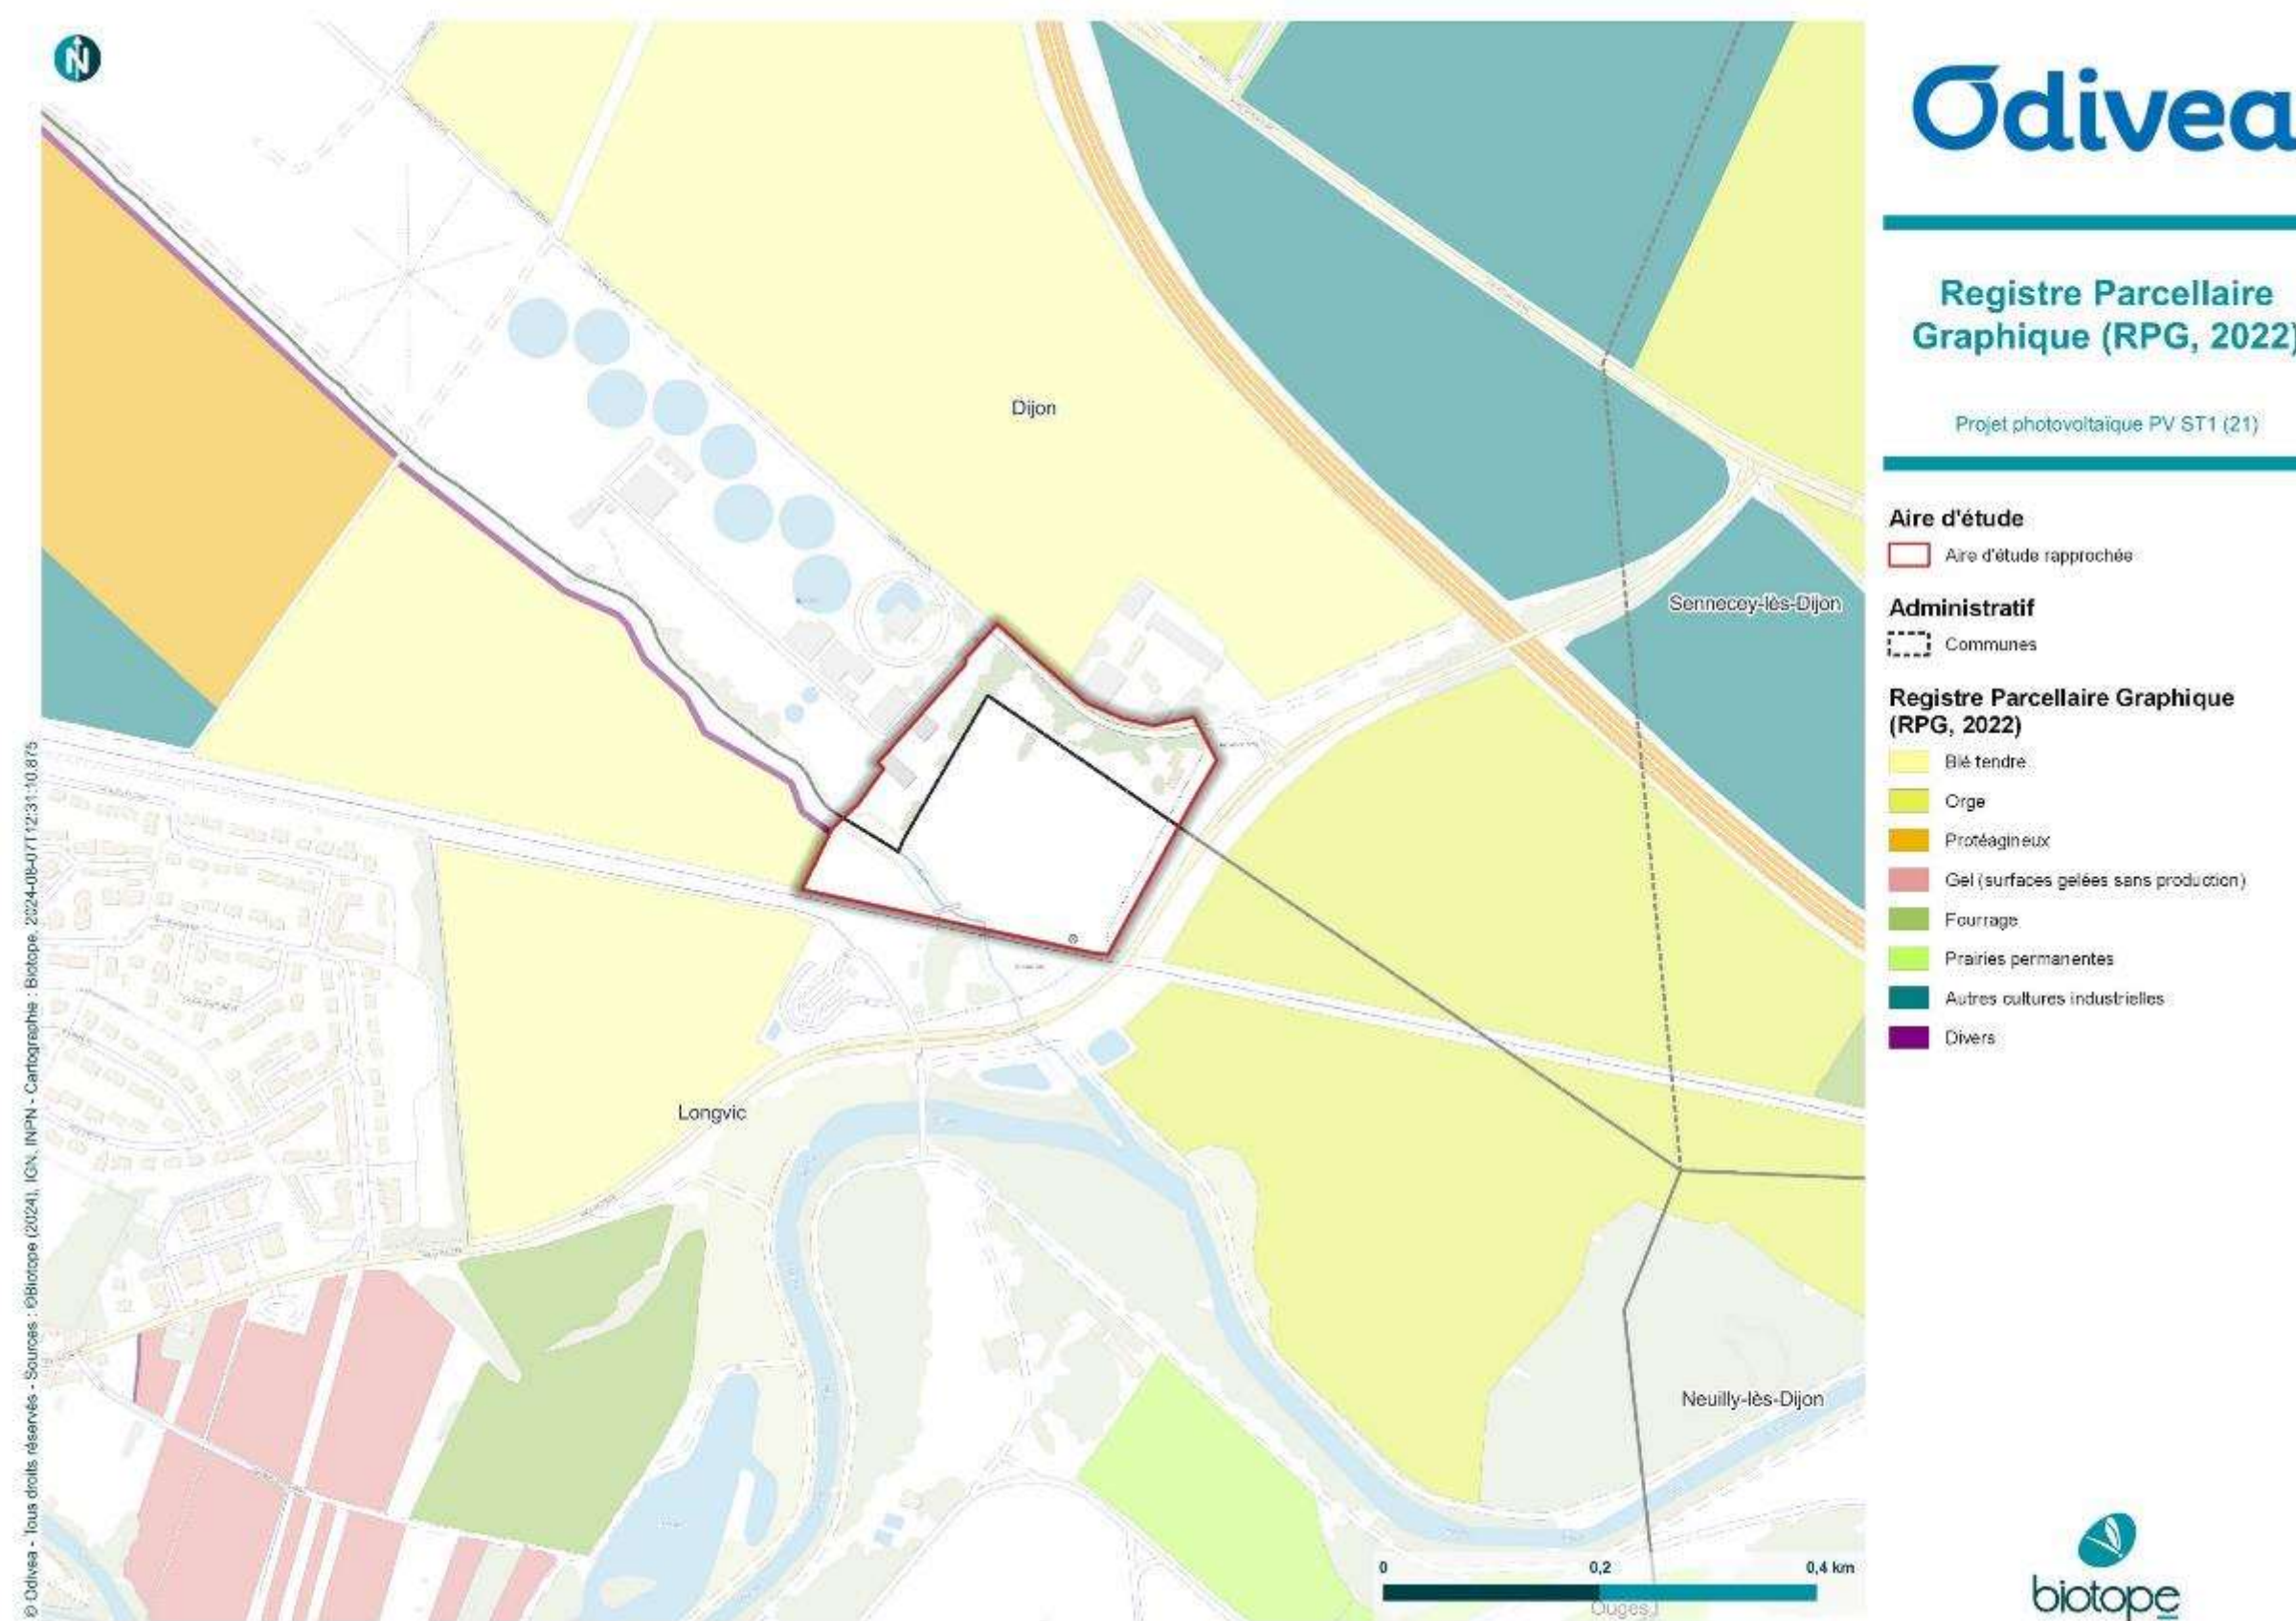 N
Odivea
Registre Parcellaire
Graphique (RPG, 2022)
Projet photovoltaïque PV ST1 (21)
Aire d'étude
Aire d'étude rapprochée
Administratif
Communes
Registre Parcellaire Graphique
(RPG, 2022)
Blé tendre
Orge
Protéagineux
Gel (surfaces gelées sans production)
Fourrage
Prairies permanentes
Autres cultures industrielles
Divers
Dijon
Sennecey-lès-Dijon
Longvic
Neuilly-lès-Dijon
0 0,2 0,4 km
Ouges
biotope
© Odivea - Tous droits réservés - Sources : ©Biotope (2024), IGN, INPN - Cartographie : Biotope, 2024-08-07T12:31:10.875